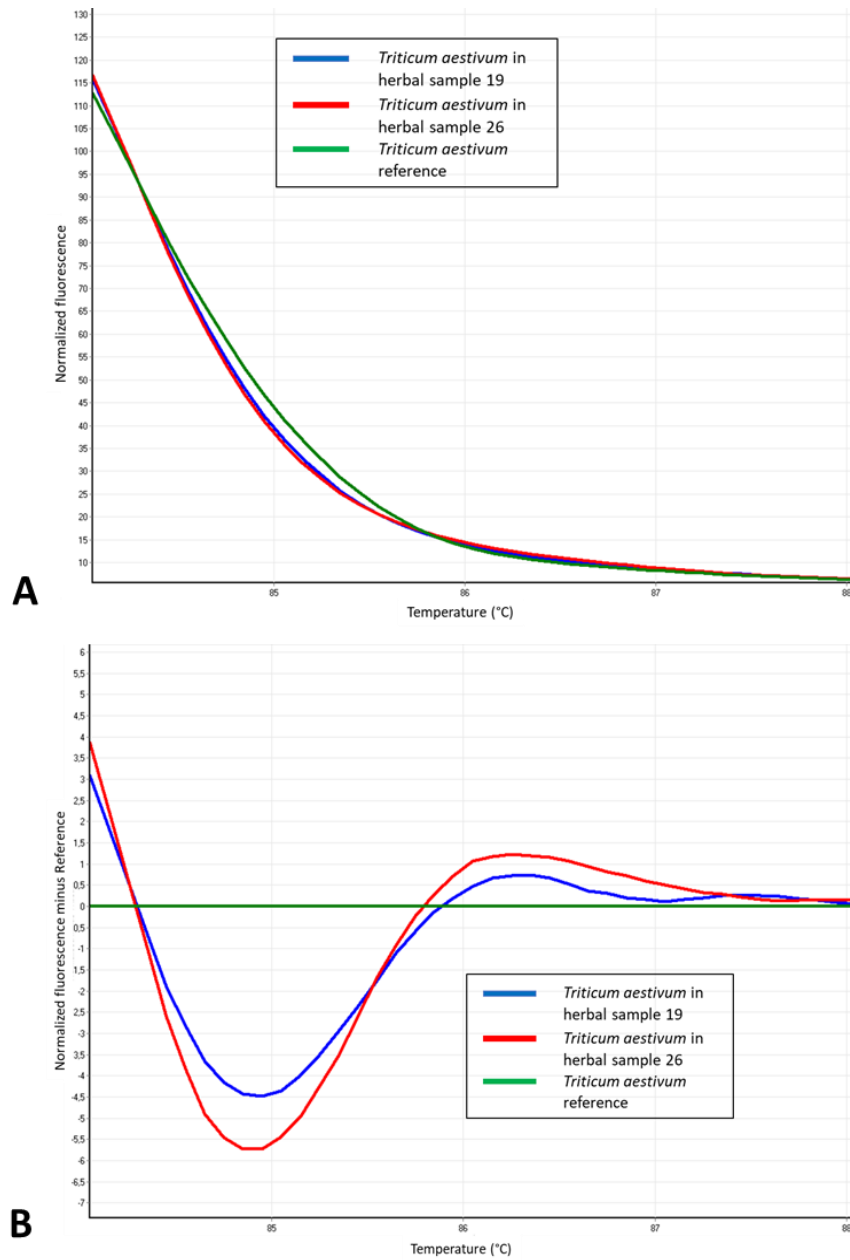 130
125
120
115
110
105
100
95
90
85
80
75
70
65
60
55
50
45
40
35
30
25
20
15
10
Normalized fluorescence
Triticum aestivum in
herbal sample 19
Triticum aestivum in
herbal sample 26
Triticum aestivum
reference
85 86 87 88
Temperature (°C)
A
6
5,5
5
4,5
4
3,5
3
2,5
2
1,5
1
0,5
0
-0,5
-1
-1,5
-2
-2,5
-3
-3,5
-4
-4,5
-5
-5,5
-6
-6,5
-7
Normalized fluorescence minus Reference
Triticum aestivum in
herbal sample 19
Triticum aestivum in
herbal sample 26
Triticum aestivum
reference
85 86 87 88
Temperature (°C)
B